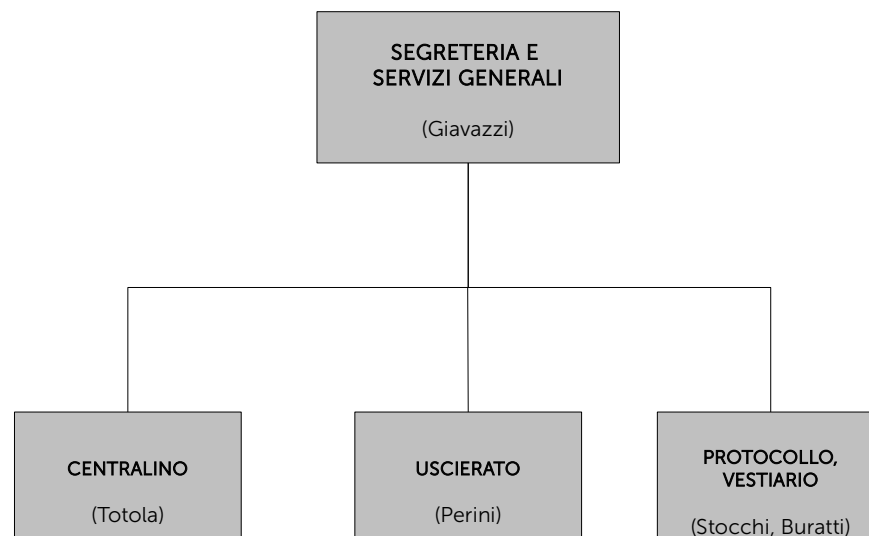 SEGRETERIA E
SERVIZI GENERALI
(Giavazzi)
CENTRALINO
(Totola)
USCIERATO
(Perini)
PROTOCOLLO,
VESTIARIO
(Stocchi, Buratti)